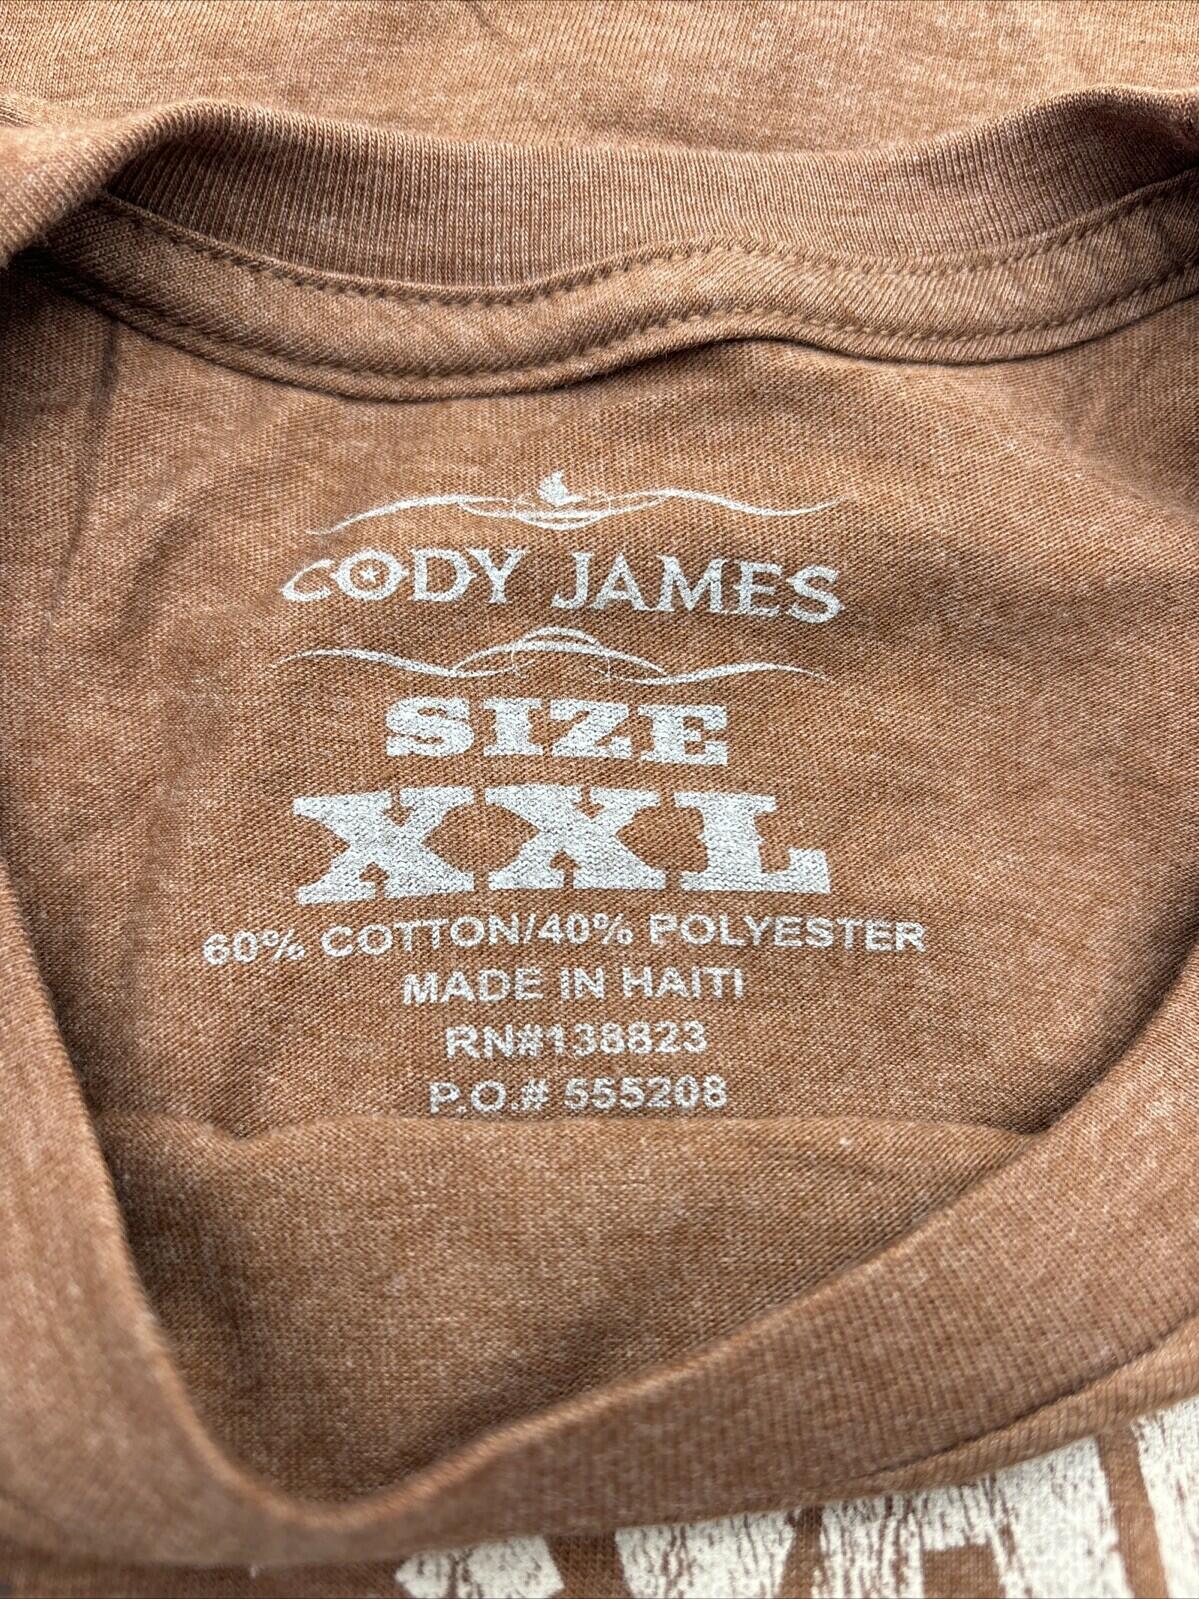 CODY JAMES
SIZE
XXL
60% COTTON/40% POLYESTER
MADE IN HAITI
RN#138823
P.O.# 555208